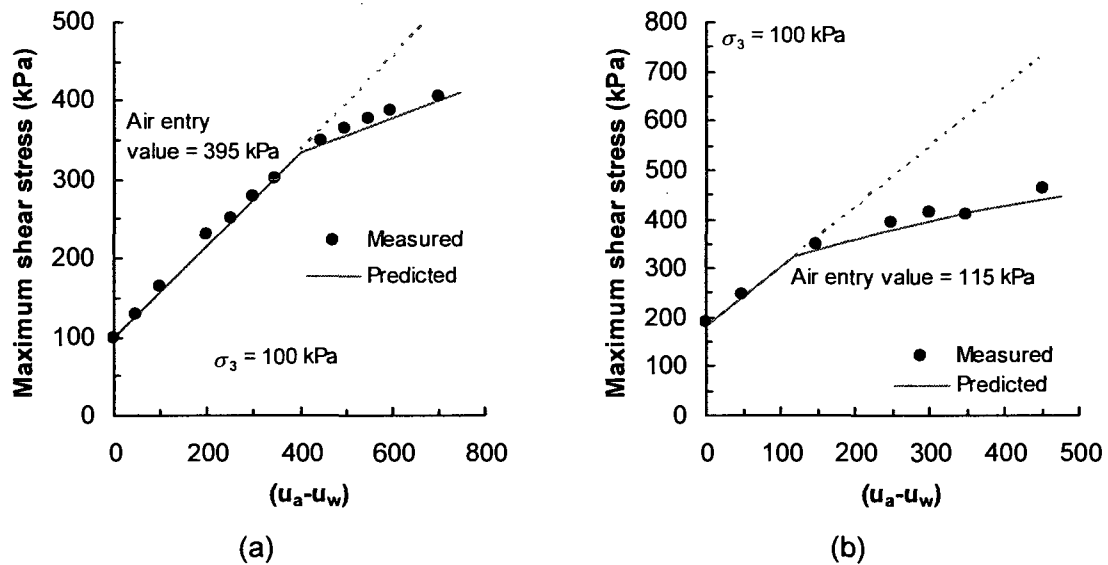 500
400
300
200
100
0
Maximum shear stress (kPa)
Air entry
value = 395 kPa
Measured
Predicted
σ3 = 100 kPa
0 200 400 600 800
(ua-uw)
(a)
800
700
600
500
400
300
200
100
0
Maximum shear stress (kPa)
σ3 = 100 kPa
Air entry value = 115 kPa
Measured
Predicted
0 100 200 300 400 500
(ua-uw)
(b)